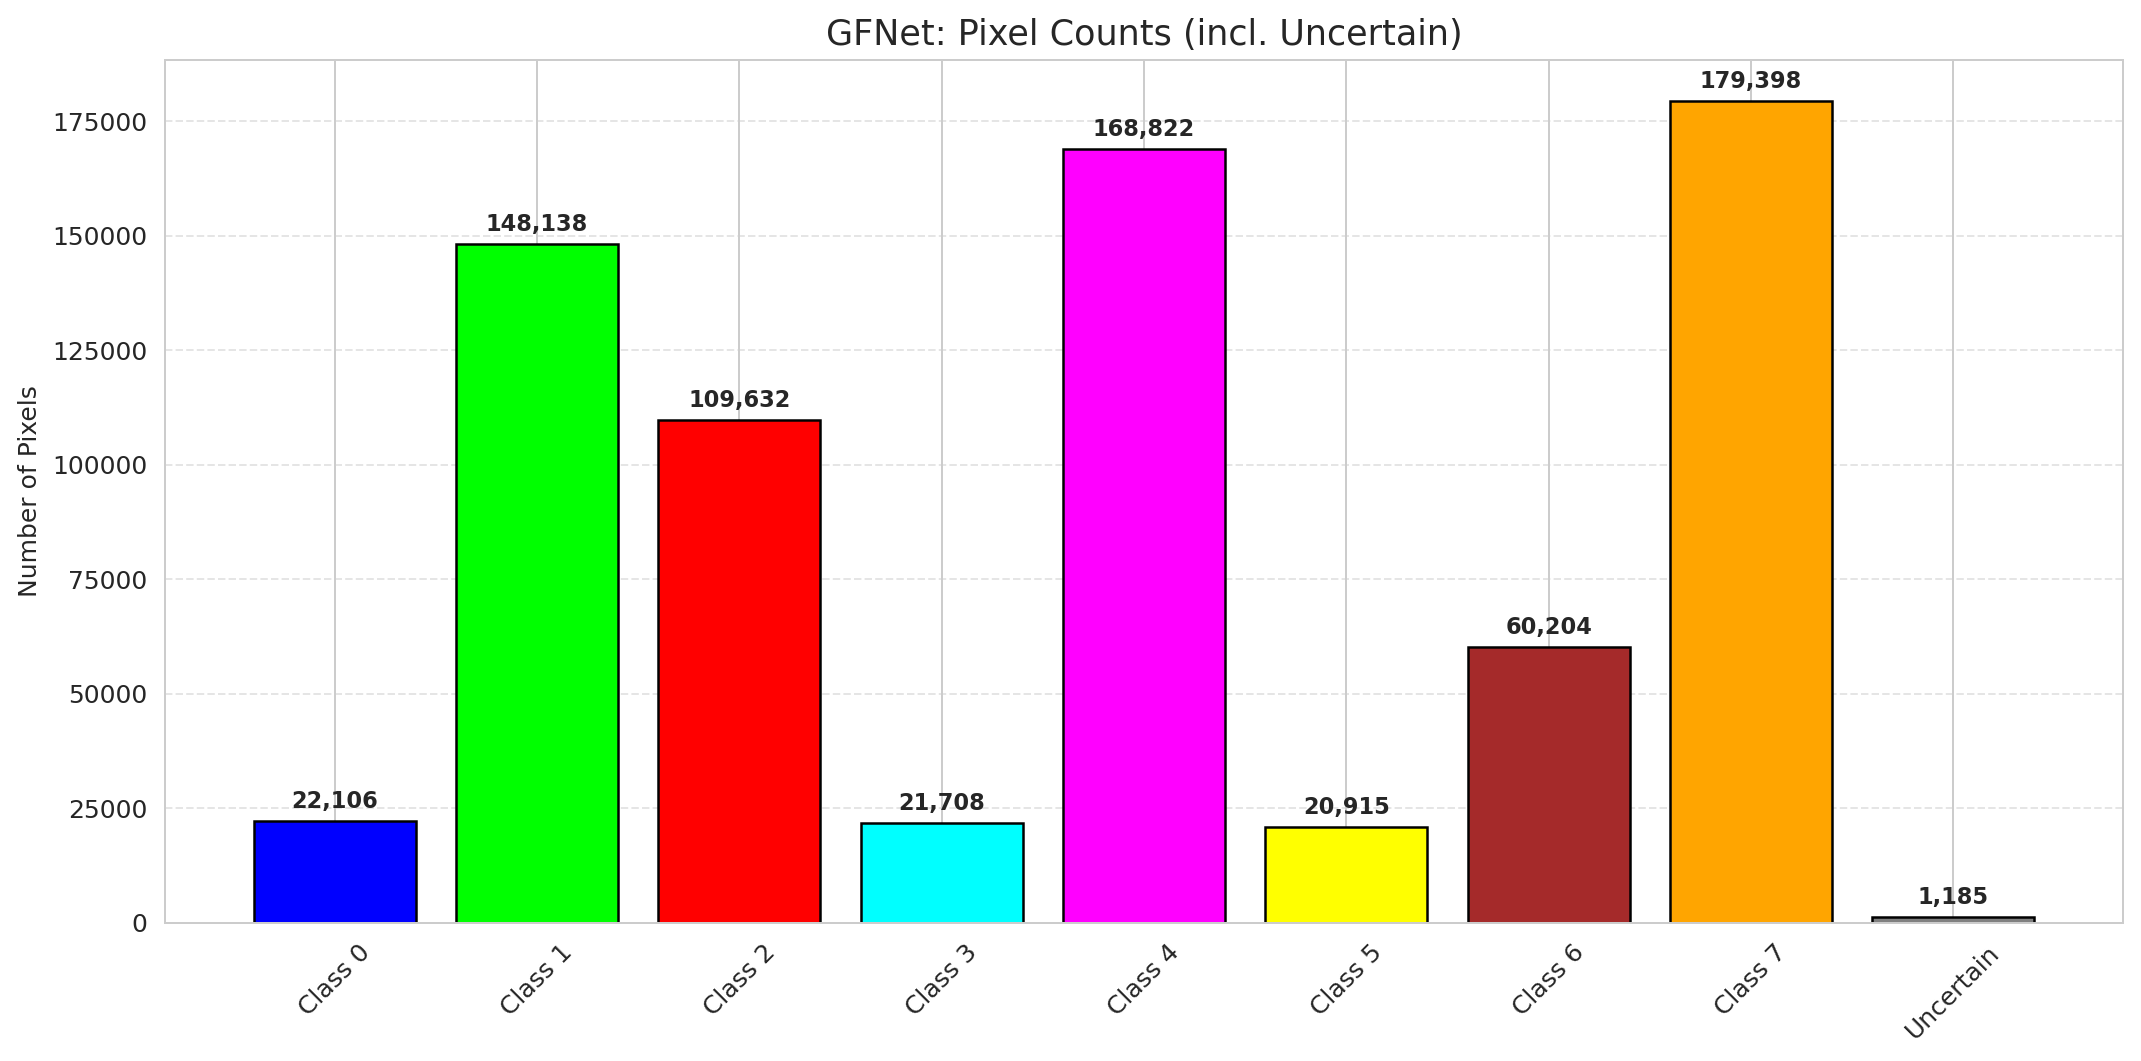 GFNet: Pixel Counts (incl. Uncertain)
Number of Pixels
175000
150000
125000
100000
75000
50000
25000
0
22,106
148,138
109,632
21,708
168,822
20,915
60,204
179,398
1,185
Class 0
Class 1
Class 2
Class 3
Class 4
Class 5
Class 6
Class 7
Uncertain